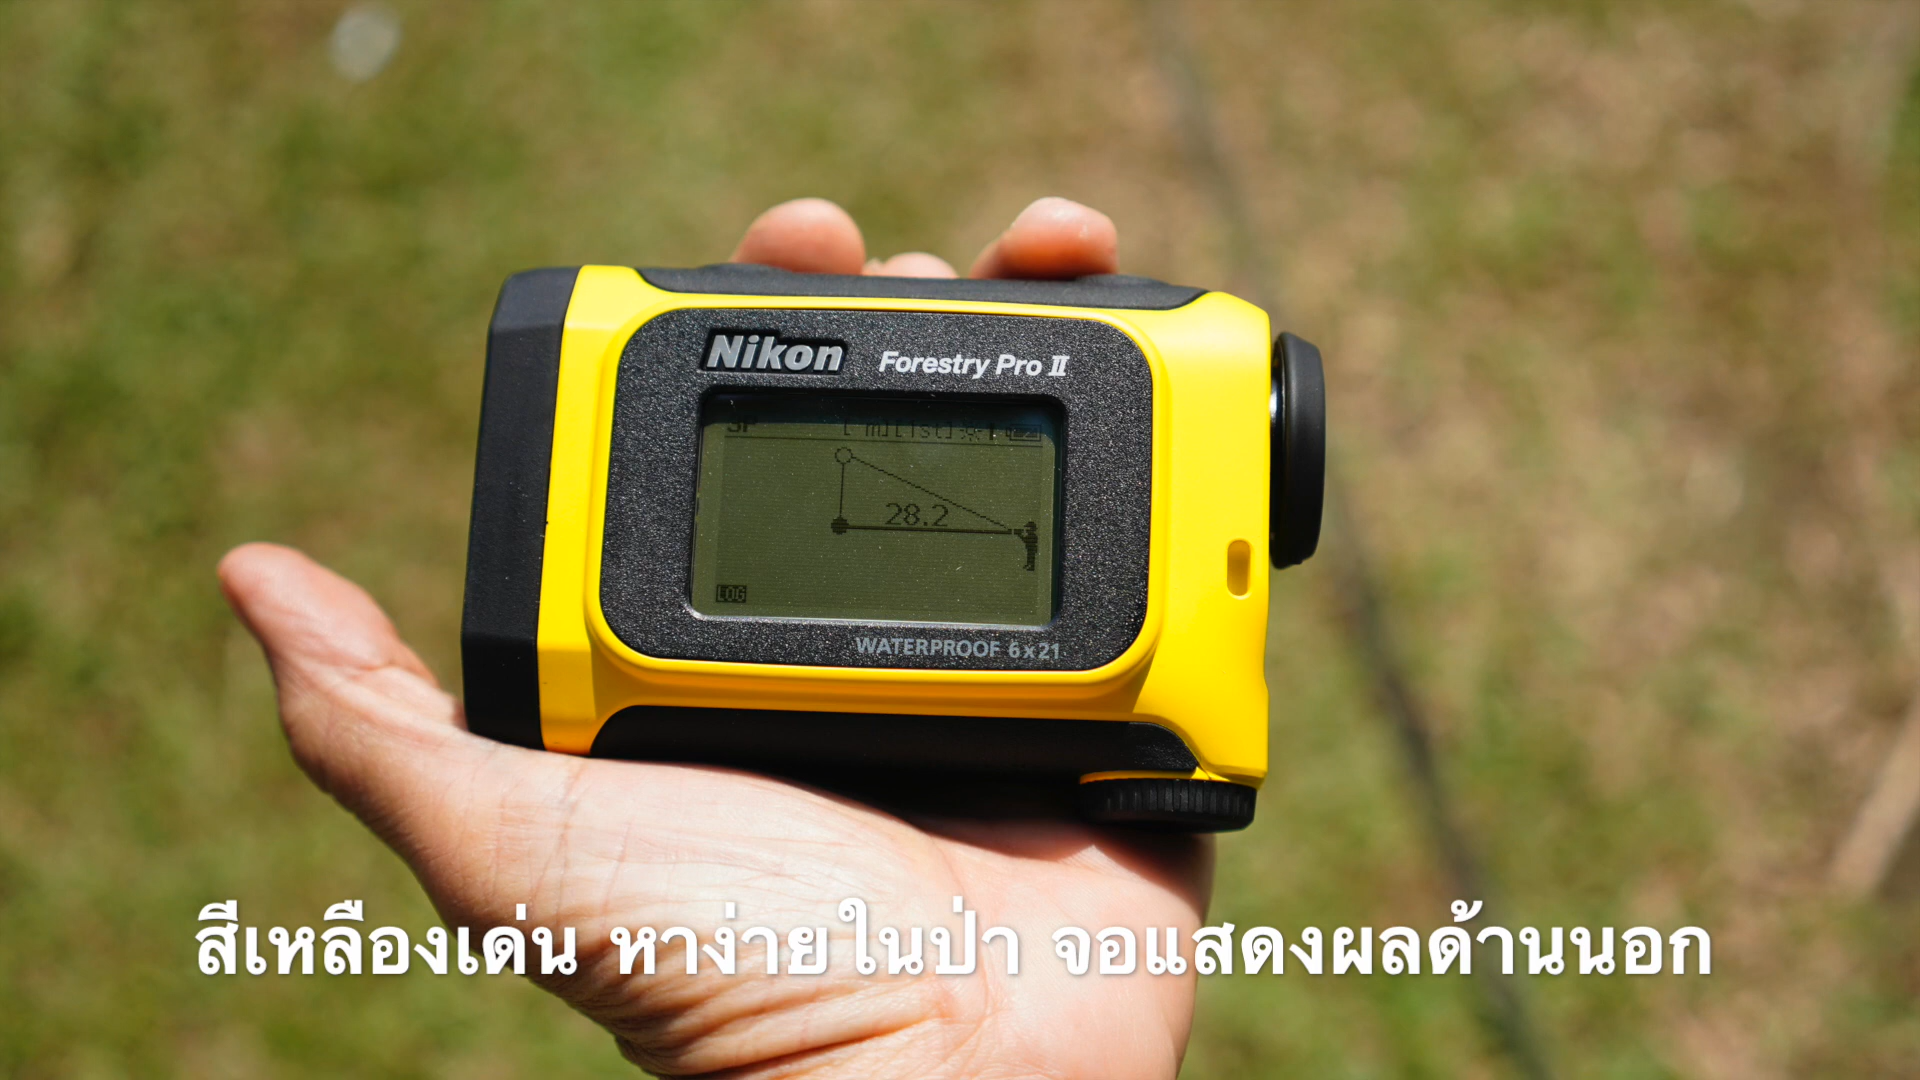 Nikon Forestry Pro II
[ m][1st]
28.2
LOG
WATERPROOF 6x21
สีเหลืองเด่น หาง่ายในป่า จอแสดงผลด้านนอก